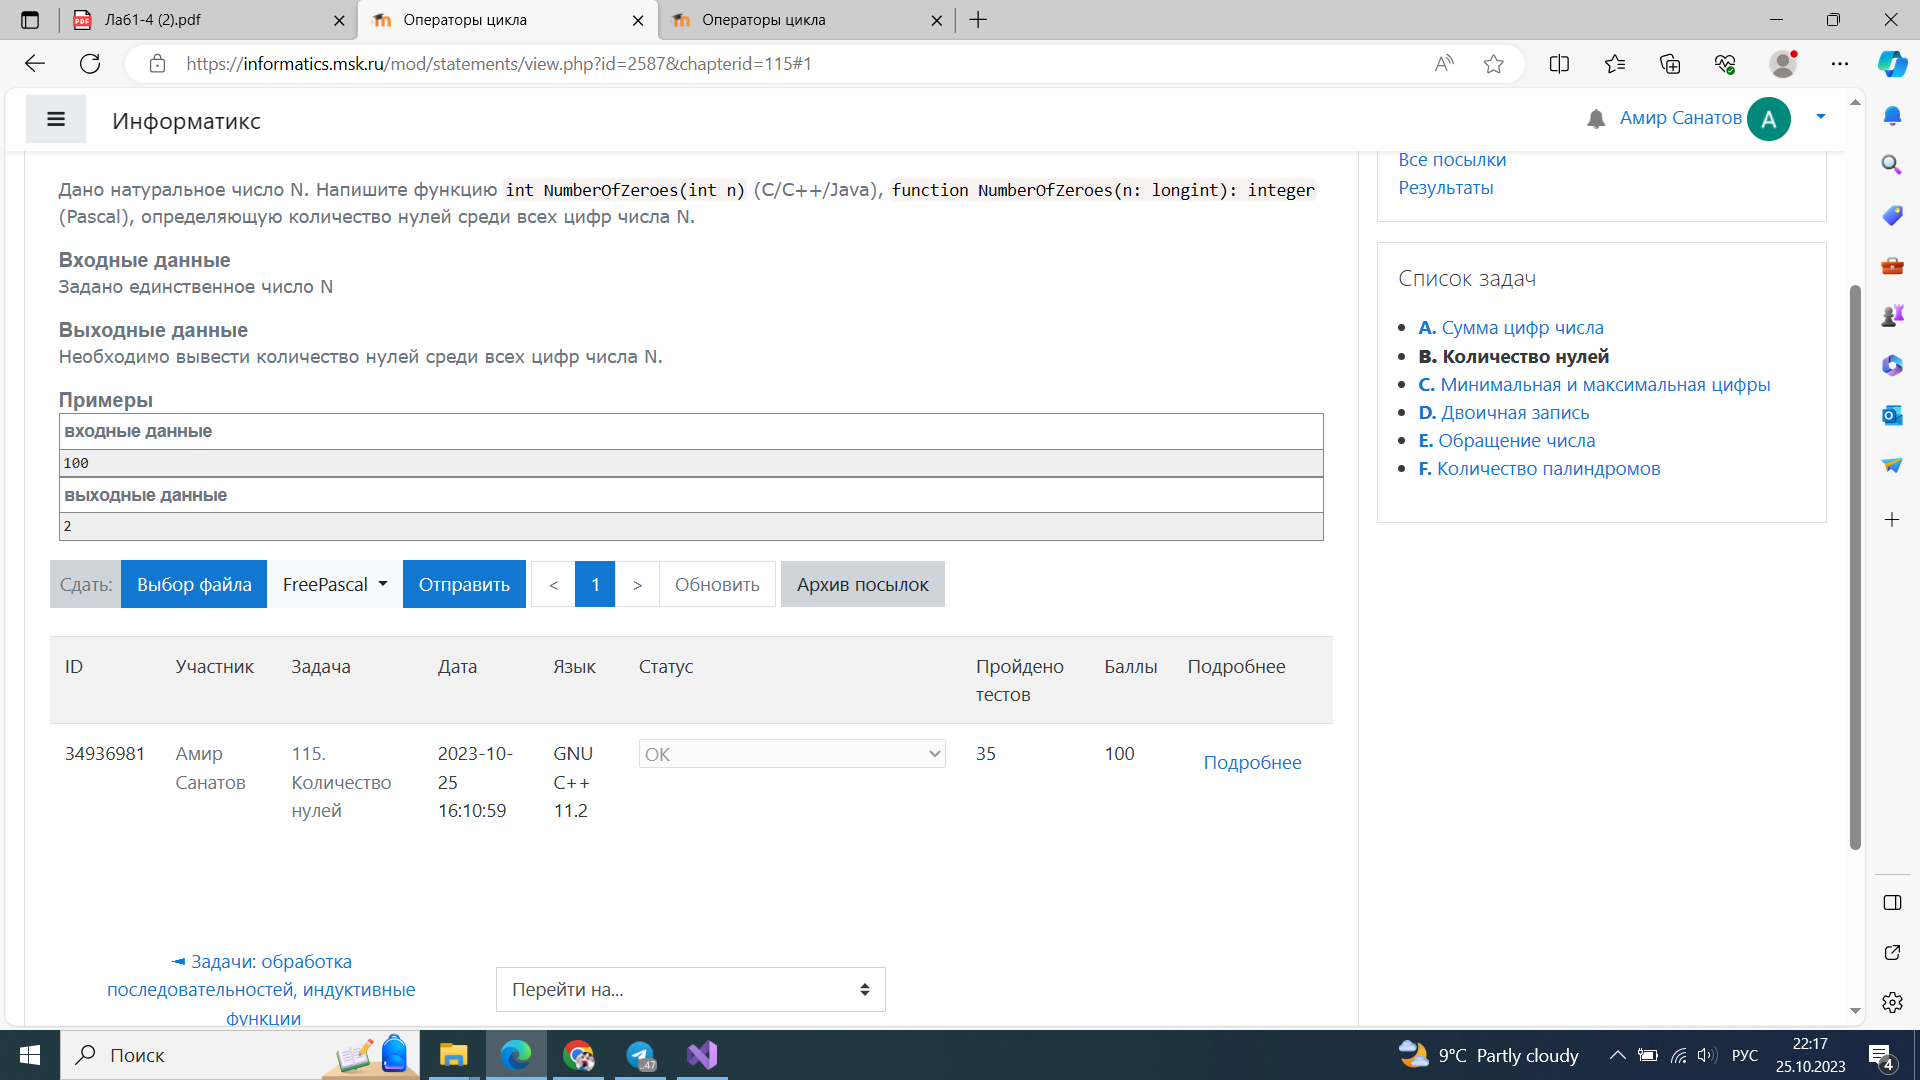 Лаб1-4 (2).pdf
Операторы цикла
Операторы цикла
https://informatics.msk.ru/mod/statements/view.php?id=2587&chapterid=115#1
Информатикс
Амир Санатов
A
Дано натуральное число N. Напишите функцию int NumberOfZeroes(int n) (C/C++/Java), function NumberOfZeroes(n: longint): integer
(Pascal), определяющую количество нулей среди всех цифр числа N.
Входные данные
Задано единственное число N
Выходные данные
Необходимо вывести количество нулей среди всех цифр числа N.
Примеры
входные данные
100
выходные данные
2
Сдать: Выбор файла FreePascal Отправить < 1 > Обновить Архив посылок
ID Участник Задача Дата Язык Статус Пройдено тестов Баллы Подробнее
34936981 Амир Санатов 115. Количество нулей 2023-10-25 16:10:59 GNU C++ 11.2 OK 35 100 Подробнее
◄ Задачи: обработка
последовательностей, индуктивные
функции
Перейти на...
Все посылки
Результаты
Список задач
A. Сумма цифр числа
B. Количество нулей
C. Минимальная и максимальная цифры
D. Двоичная запись
E. Обращение числа
F. Количество палиндромов
Поиск
47
9°C Partly cloudy
РУС
22:17
25.10.2023
4